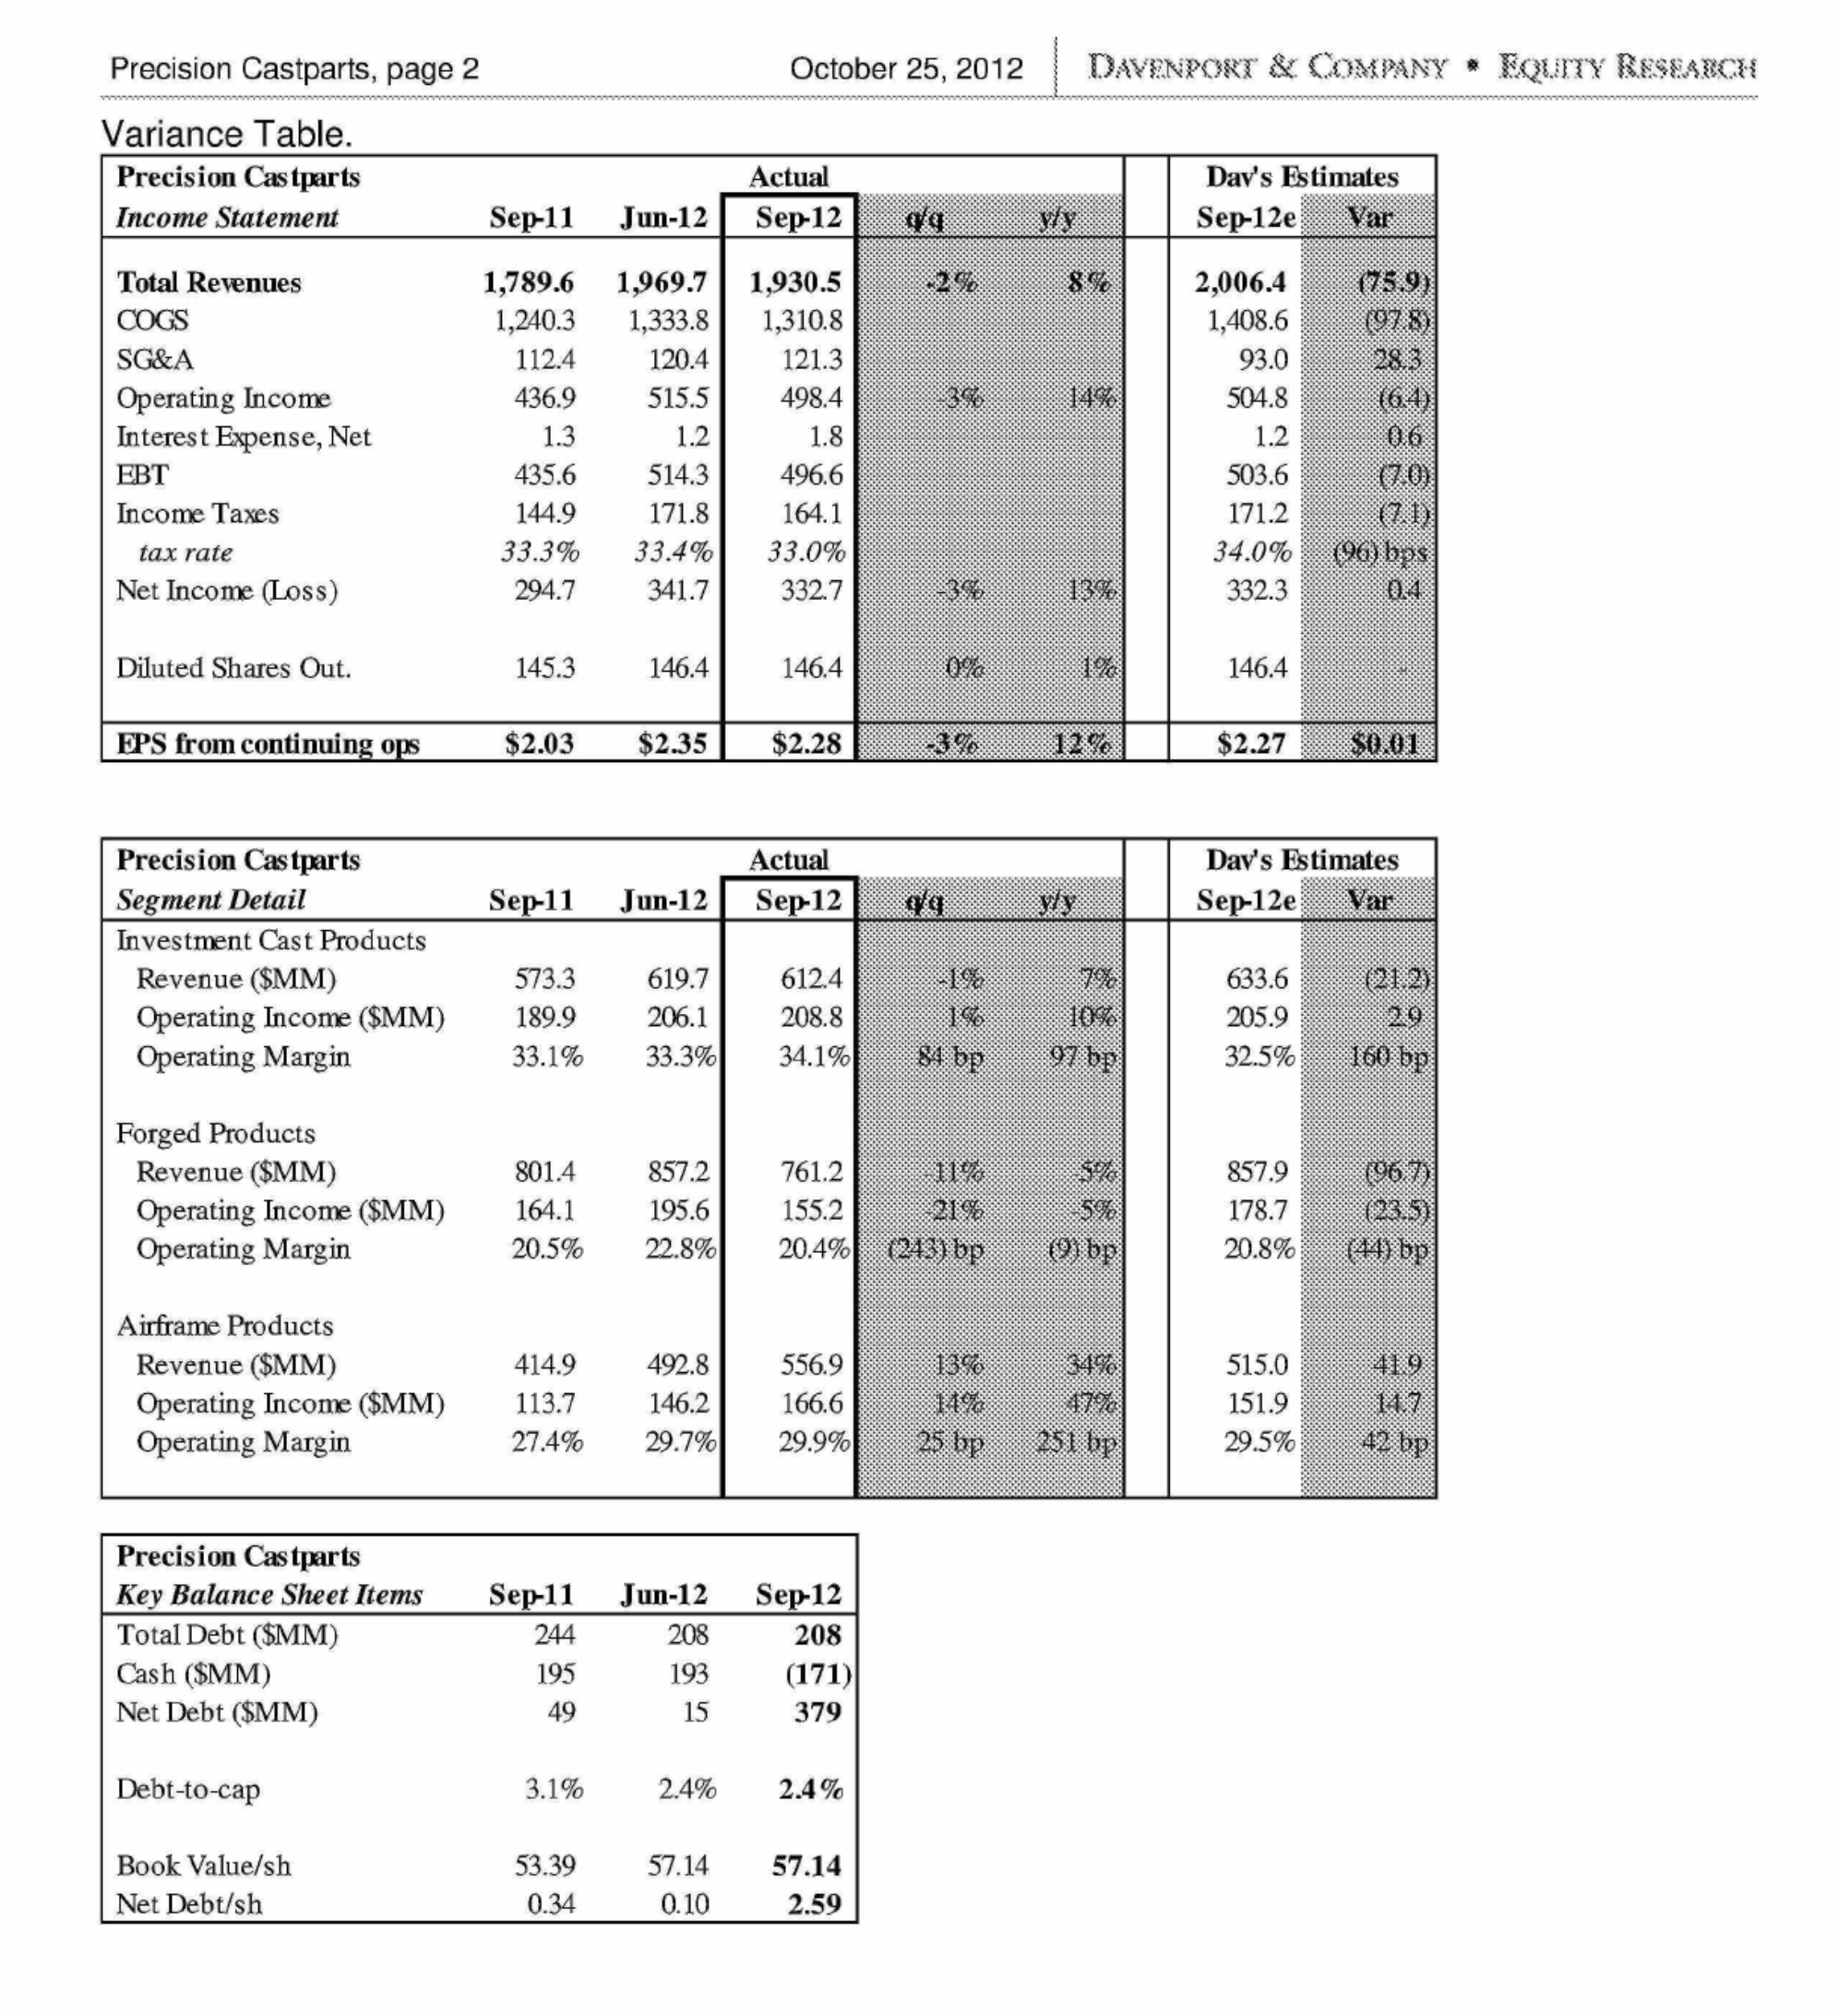 Precision Castparts, page 2 October 25, 2012 DAVENPORT & COMPANY • EQUITY RESEARCH
Variance Table.
Precision Castparts Actual Dav's Estimates
Income Statement Sep-11 Jun-12 Sep-12 q/q y/y Sep-12e Var
Total Revenues 1,789.6 1,969.7 1,930.5 -2% 8% 2,006.4 (75.9)
COGS 1,240.3 1,333.8 1,310.8 1,408.6 (97.8)
SG&A 112.4 120.4 121.3 93.0 28.3
Operating Income 436.9 515.5 498.4 -3% 14% 504.8 (6.4)
Interest Expense, Net 1.3 1.2 1.8 1.2 0.6
EBT 435.6 514.3 496.6 503.6 (7.0)
Income Taxes 144.9 171.8 164.1 171.2 (7.1)
tax rate 33.3% 33.4% 33.0% 34.0% (96) bps
Net Income (Loss) 294.7 341.7 332.7 -3% 13% 332.3 0.4
Diluted Shares Out. 145.3 146.4 146.4 0% 1% 146.4 -
EPS from continuing ops $2.03 $2.35 $2.28 -3% 12% $2.27 $0.01
Precision Castparts Actual Dav's Estimates
Segment Detail Sep-11 Jun-12 Sep-12 q/q y/y Sep-12e Var
Investment Cast Products
Revenue ($MM) 573.3 619.7 612.4 -1% 7% 633.6 (21.2)
Operating Income ($MM) 189.9 206.1 208.8 1% 10% 205.9 2.9
Operating Margin 33.1% 33.3% 34.1% 84 bp 97 bp 32.5% 160 bp
Forged Products
Revenue ($MM) 801.4 857.2 761.2 -11% -5% 857.9 (96.7)
Operating Income ($MM) 164.1 195.6 155.2 -21% -5% 178.7 (23.5)
Operating Margin 20.5% 22.8% 20.4% (243) bp (9) bp 20.8% (44) bp
Airframe Products
Revenue ($MM) 414.9 492.8 556.9 13% 34% 515.0 41.9
Operating Income ($MM) 113.7 146.2 166.6 14% 47% 151.9 14.7
Operating Margin 27.4% 29.7% 29.9% 25 bp 251 bp 29.5% 42 bp
Precision Castparts
Key Balance Sheet Items Sep-11 Jun-12 Sep-12
Total Debt ($MM) 244 208 208
Cash ($MM) 195 193 (171)
Net Debt ($MM) 49 15 379
Debt-to-cap 3.1% 2.4% 2.4%
Book Value/sh 53.39 57.14 57.14
Net Debt/sh 0.34 0.10 2.59